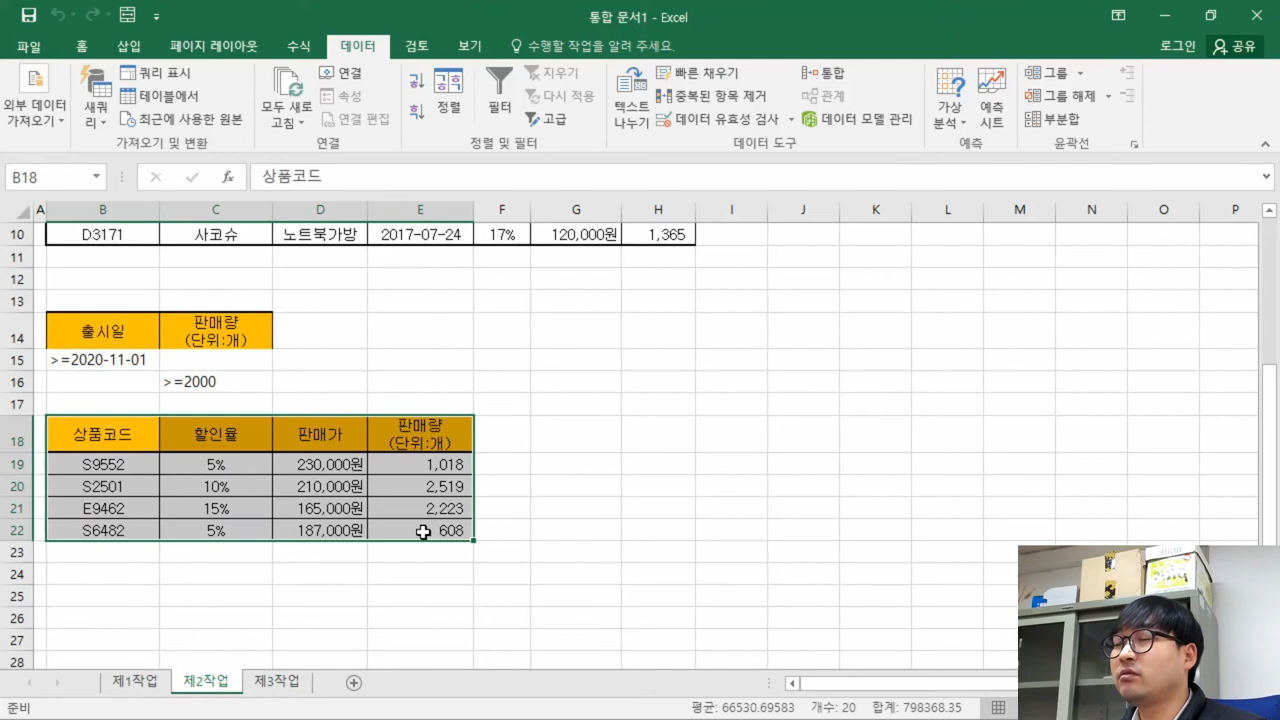 통합 문서1 - Excel
파일 홈 삽입 페이지 레이아웃 수식 데이터 검토 보기 수행할 작업을 알려 주세요. 로그인 공유
외부 데이터
가져오기
새쿼
리
쿼리 표시
테이블에서
최근에 사용한 원본
가져오기 및 변환
모두 새로
고침
연결
속성
연결 편집
연결
정렬
필터
지우기
다시 적용
고급
정렬 및 필터
텍스트
나누기
빠른 채우기
중복된 항목 제거
데이터 유효성 검사
통합
관계
데이터 모델 관리
데이터 도구
가상
분석
예측
시트
예측
그룹
그룹 해제
부분합
윤곽선
B18 fx 상품코드
A B C D E F G H I J K L M N O P
10 D3171 사코슈 노트북가방 2017-07-24 17% 120,000원 1,365
11
12
13
14 출시일 판매량
(단위:개)
15 >=2020-11-01
16 >=2000
17
18 상품코드 할인율 판매가 판매량
(단위:개)
19 S9552 5% 230,000원 1,018
20 S2501 10% 210,000원 2,519
21 E9462 15% 165,000원 2,223
22 S6482 5% 187,000원 608
23
24
25
26
27
28
제1작업 제2작업 제3작업
준비 평균: 66530.69583 개수: 20 합계: 798368.35